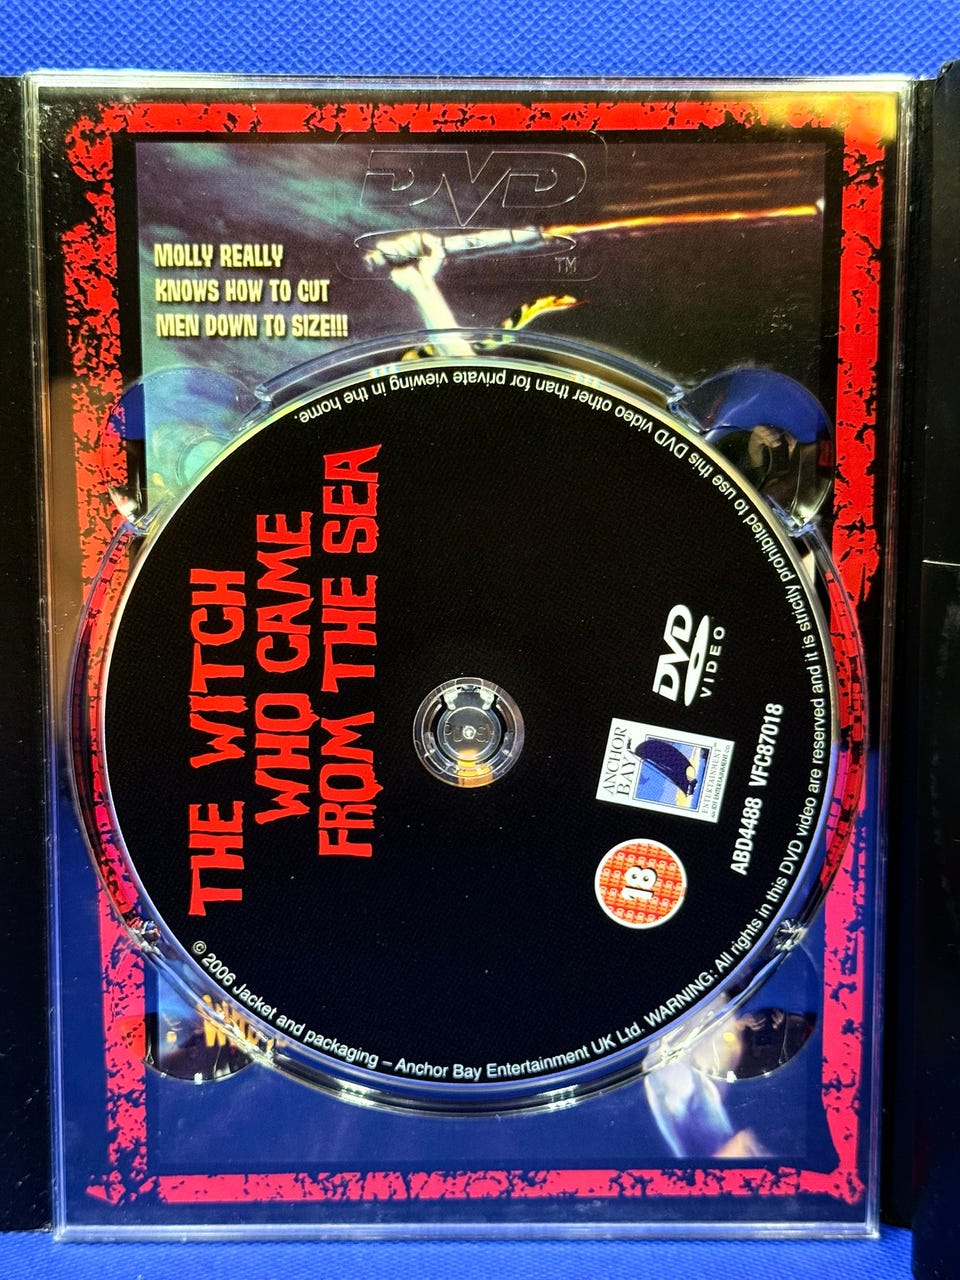 DVD
TM
MOLLY REALLY
KNOWS HOW TO CUT
MEN DOWN TO SIZE!!!
THE WITCH
WHO CAME
FROM THE SEA
DVD
VIDEO
ANCHOR
BAY
ENTERTAINMENT
18
ABD4488 VFC87018
© 2006 Jacket and packaging – Anchor Bay Entertainment UK Ltd. WARNING: All rights in this DVD video are reserved and it is strictly prohibited to use this DVD video other than for private viewing in the home.
PUSH